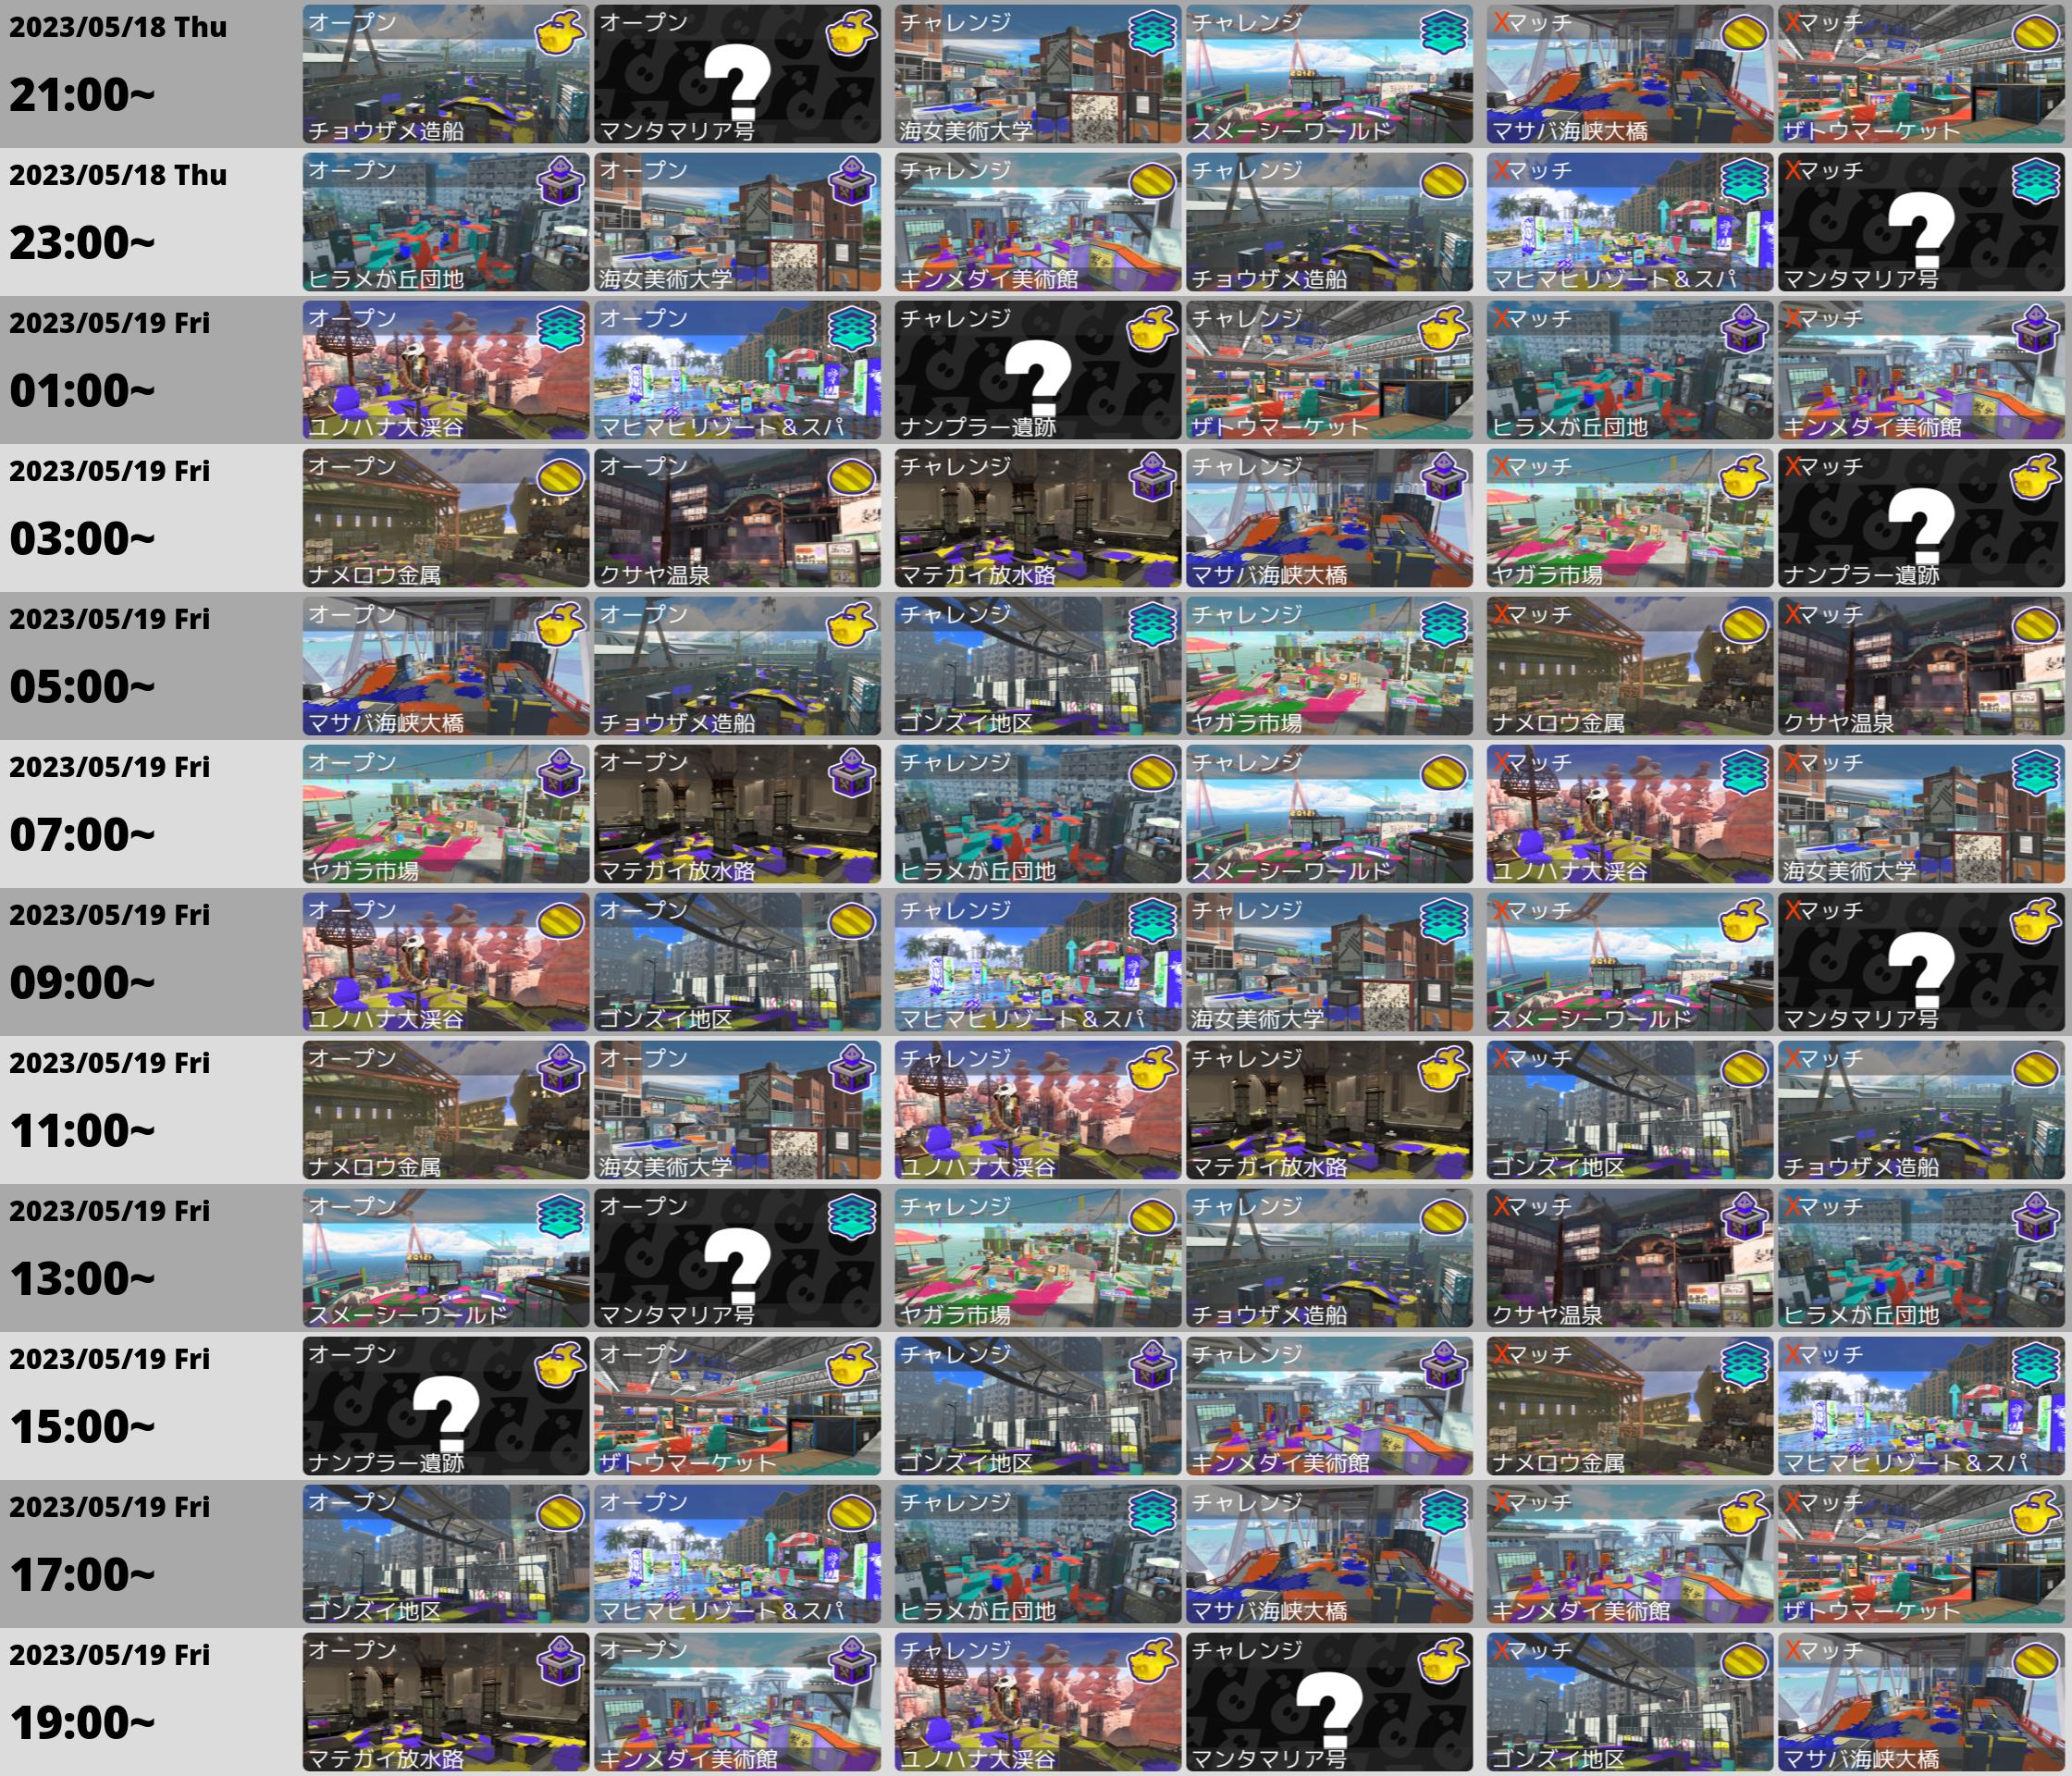 2023/05/18 Thu
21:00~
オープン
チョウザメ造船
オープン
マンタマリア号
チャレンジ
海女美術大学
チャレンジ
スメーシーワールド
Xマッチ
マサバ海峡大橋
Xマッチ
ザトウマーケット
2023/05/18 Thu
23:00~
オープン
ヒラメが丘団地
オープン
海女美術大学
チャレンジ
キンメダイ美術館
チャレンジ
チョウザメ造船
Xマッチ
マヒマヒリゾート&スパ
Xマッチ
マンタマリア号
2023/05/19 Fri
01:00~
オープン
ユノハナ大渓谷
オープン
マヒマヒリゾート&スパ
チャレンジ
ナンプラー遺跡
チャレンジ
ザトウマーケット
Xマッチ
ヒラメが丘団地
Xマッチ
キンメダイ美術館
2023/05/19 Fri
03:00~
オープン
ナメロウ金属
オープン
クサヤ温泉
チャレンジ
マテガイ放水路
チャレンジ
マサバ海峡大橋
Xマッチ
ヤガラ市場
Xマッチ
ナンプラー遺跡
2023/05/19 Fri
05:00~
オープン
マサバ海峡大橋
オープン
チョウザメ造船
チャレンジ
ゴンズイ地区
チャレンジ
ヤガラ市場
Xマッチ
ナメロウ金属
Xマッチ
クサヤ温泉
2023/05/19 Fri
07:00~
オープン
ヤガラ市場
オープン
マテガイ放水路
チャレンジ
ヒラメが丘団地
チャレンジ
スメーシーワールド
Xマッチ
ユノハナ大渓谷
Xマッチ
海女美術大学
2023/05/19 Fri
09:00~
オープン
ユノハナ大渓谷
オープン
ゴンズイ地区
チャレンジ
マヒマヒリゾート&スパ
チャレンジ
海女美術大学
Xマッチ
スメーシーワールド
Xマッチ
マンタマリア号
2023/05/19 Fri
11:00~
オープン
ナメロウ金属
オープン
海女美術大学
チャレンジ
ユノハナ大渓谷
チャレンジ
マテガイ放水路
Xマッチ
ゴンズイ地区
Xマッチ
チョウザメ造船
2023/05/19 Fri
13:00~
オープン
スメーシーワールド
オープン
マンタマリア号
チャレンジ
ヤガラ市場
チャレンジ
チョウザメ造船
Xマッチ
クサヤ温泉
Xマッチ
ヒラメが丘団地
2023/05/19 Fri
15:00~
オープン
ナンプラー遺跡
オープン
ザトウマーケット
チャレンジ
ゴンズイ地区
チャレンジ
キンメダイ美術館
Xマッチ
ナメロウ金属
Xマッチ
マヒマヒリゾート&スパ
2023/05/19 Fri
17:00~
オープン
ゴンズイ地区
オープン
マヒマヒリゾート&スパ
チャレンジ
ヒラメが丘団地
チャレンジ
マサバ海峡大橋
Xマッチ
キンメダイ美術館
Xマッチ
ザトウマーケット
2023/05/19 Fri
19:00~
オープン
マテガイ放水路
オープン
キンメダイ美術館
チャレンジ
ユノハナ大渓谷
チャレンジ
マンタマリア号
Xマッチ
ゴンズイ地区
Xマッチ
マサバ海峡大橋